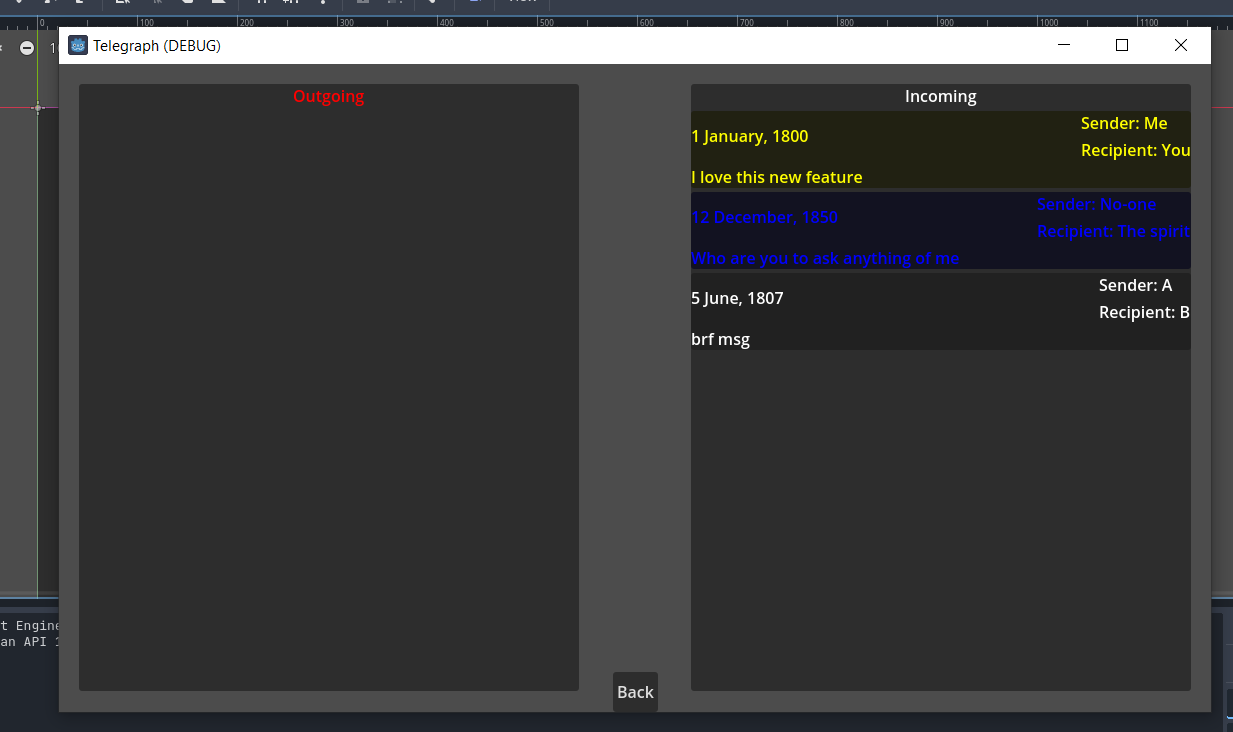 0 100 200 300 400 500 600 700 800 900 1000 1100
Telegraph (DEBUG)
Outgoing
Incoming
1 January, 1800
Sender: Me
Recipient: You
I love this new feature
12 December, 1850
Sender: No-one
Recipient: The spirit
Who are you to ask anything of me
5 June, 1807
Sender: A
Recipient: B
brf msg
t Engine
an API 1
Back